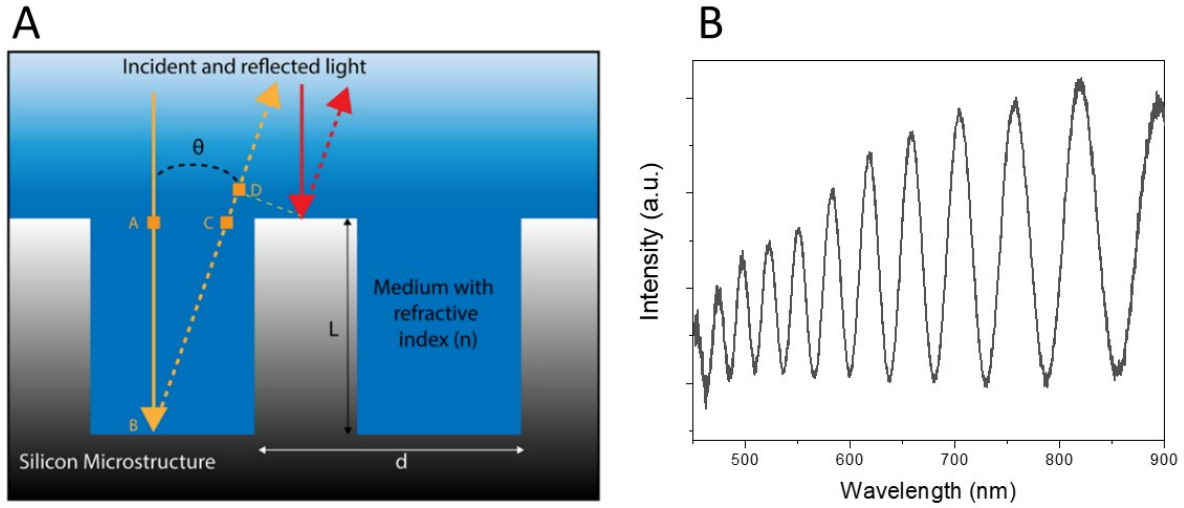 A
Incident and reflected light
θ
D
A
C
L
Medium with
refractive
index (n)
B
Silicon Microstructure
d
B
Intensity (a.u.)
500
600
700
800
900
Wavelength (nm)